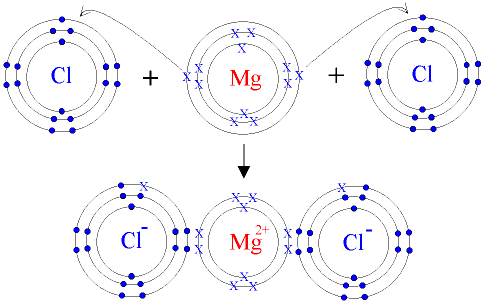 Cl + Mg + Cl
Cl⁻ Mg²⁺ Cl⁻